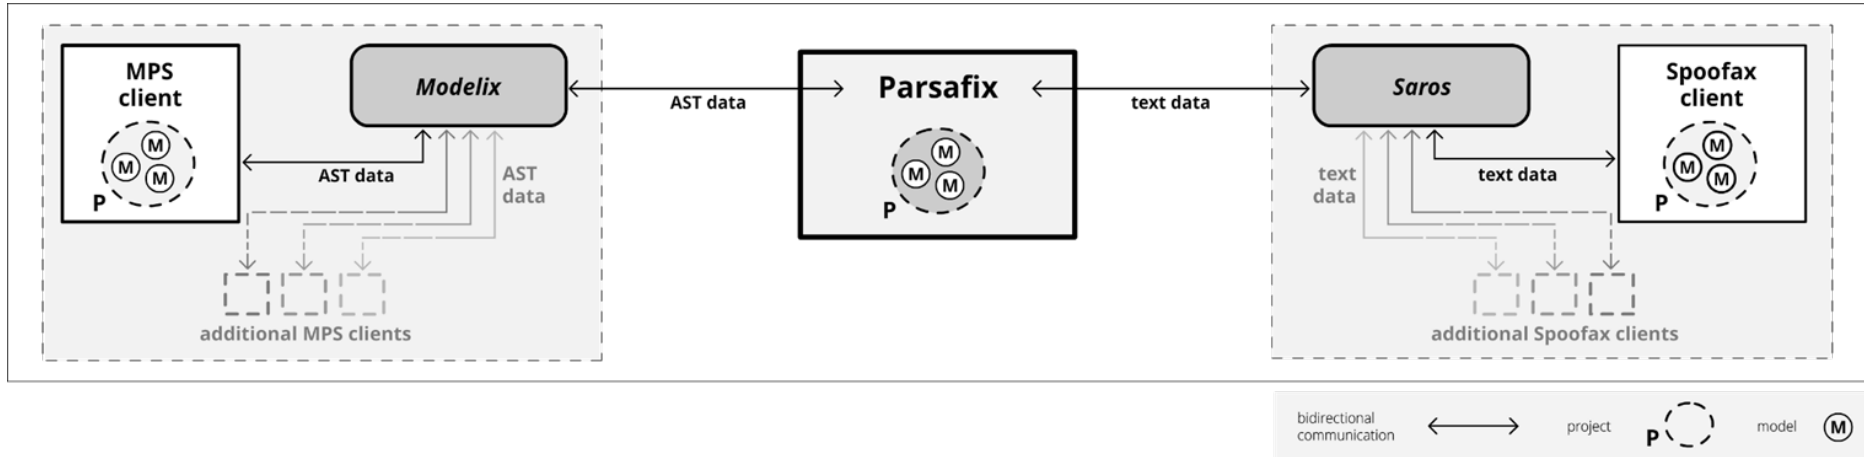 MPS
client
M
M
M
P
Modelix
AST data
AST
data
additional MPS clients
AST data
Parsafix
M
M
M
P
text data
Saros
text
data
text data
additional Spoofax clients
Spoofax
client
M
M
M
P
bidirectional
communication
project
P
model
M